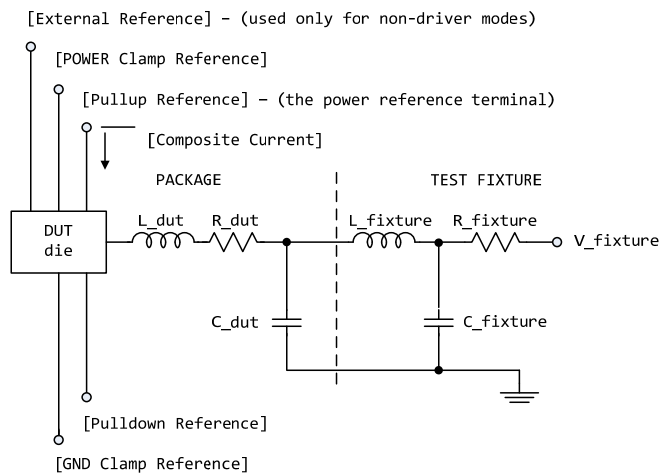 [External Reference] – (used only for non-driver modes)
[POWER Clamp Reference]
[Pullup Reference] – (the power reference terminal)
[Composite Current]
PACKAGE
TEST FIXTURE
L_dut
R_dut
L_fixture
R_fixture
DUT
die
V_fixture
C_dut
C_fixture
[Pulldown Reference]
[GND Clamp Reference]